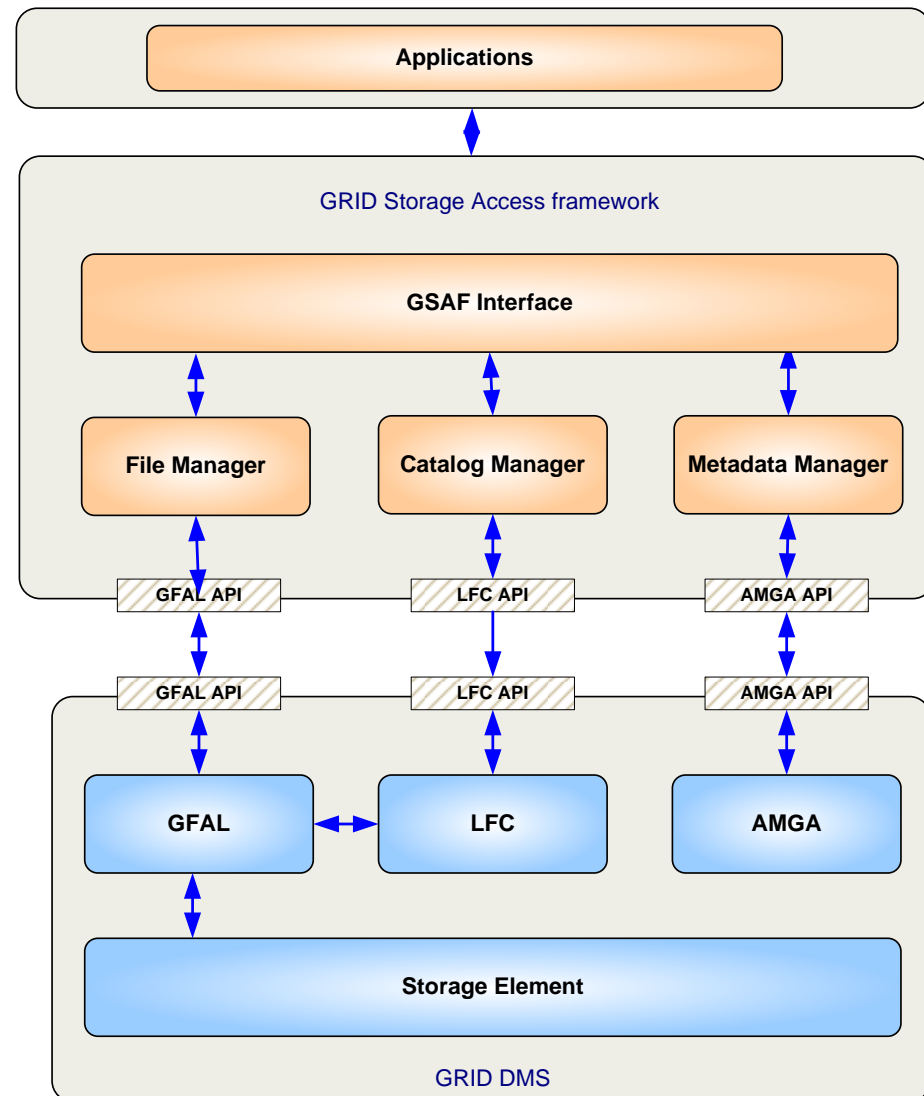 Applications
GRID Storage Access framework
GSAF Interface
File Manager
Catalog Manager
Metadata Manager
GFAL API
LFC API
AMGA API
GFAL API
LFC API
AMGA API
GFAL
LFC
AMGA
Storage Element
GRID DMS